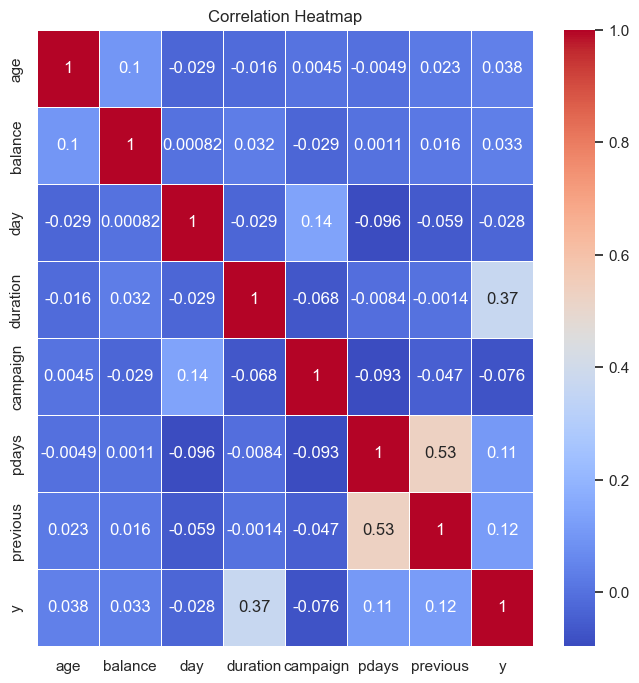 Correlation Heatmap
age 1 0.1 -0.029 -0.016 0.0045 -0.0049 0.023 0.038
balance 0.1 1 0.00082 0.032 -0.029 0.0011 0.016 0.033
day -0.029 0.00082 1 -0.029 0.14 -0.096 -0.059 -0.028
duration -0.016 0.032 -0.029 1 -0.068 -0.0084 -0.0014 0.37
campaign 0.0045 -0.029 0.14 -0.068 1 -0.093 -0.047 -0.076
pdays -0.0049 0.0011 -0.096 -0.0084 -0.093 1 0.53 0.11
previous 0.023 0.016 -0.059 -0.0014 -0.047 0.53 1 0.12
y 0.038 0.033 -0.028 0.37 -0.076 0.11 0.12 1
age balance day duration campaign pdays previous y
1.0
0.8
0.6
0.4
0.2
0.0